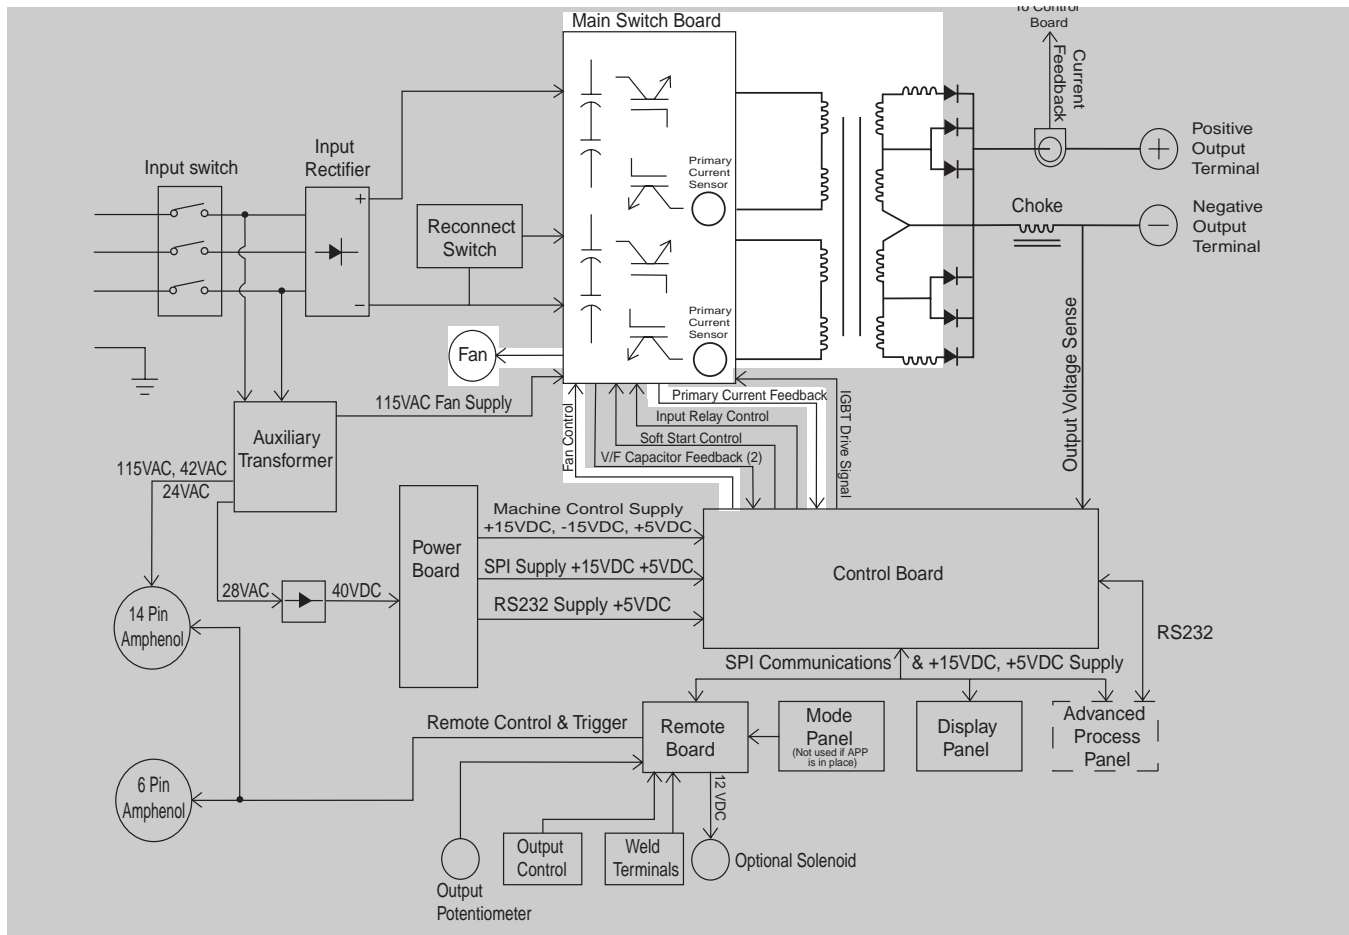 Main Switch Board
To Control
Board
Current
Feedback
Positive
Output
Terminal
Input
Rectifier
Input switch
+
+
Primary
Current
Sensor
Reconnect
Switch
Choke
Negative
Output
Terminal
−
−
Primary
Current
Sensor
Fan
Output Voltage Sense
115VAC Fan Supply
Primary Current Feedback
Input Relay Control
Soft Start Control
V/F Capacitor Feedback (2)
Fan Control
IGBT Drive Signal
Auxiliary
Transformer
115VAC, 42VAC
24VAC
Machine Control Supply
+15VDC, -15VDC, +5VDC
Power
Board
SPI Supply +15VDC +5VDC
Control Board
28VAC
40VDC
RS232 Supply +5VDC
14 Pin
Amphenol
RS232
SPI Communications & +15VDC, +5VDC Supply
Remote Control & Trigger
Remote
Board
Mode
Panel
(Not used if APP
is in place)
Display
Panel
Advanced
Process
Panel
6 Pin
Amphenol
12 VDC
Output
Control
Weld
Terminals
Optional Solenoid
Output
Potentiometer